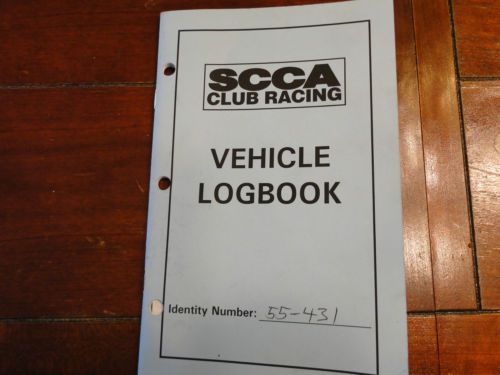 SCCA
CLUB RACING
VEHICLE
LOGBOOK
Identity Number: 55-431